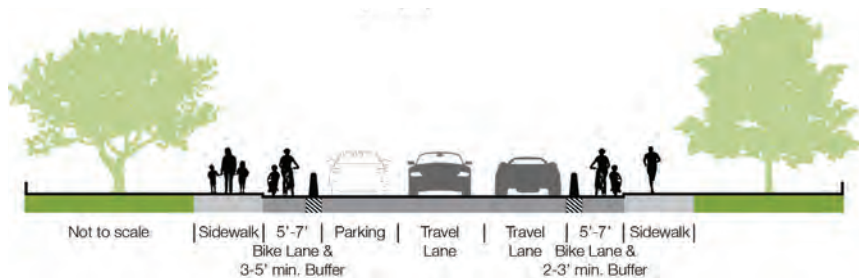 Not to scale |Sidewalk| 5'-7' | Parking | Travel | Travel | 5'-7' |Sidewalk|
Bike Lane & Lane Lane Bike Lane &
3-5' min. Buffer 2-3' min. Buffer